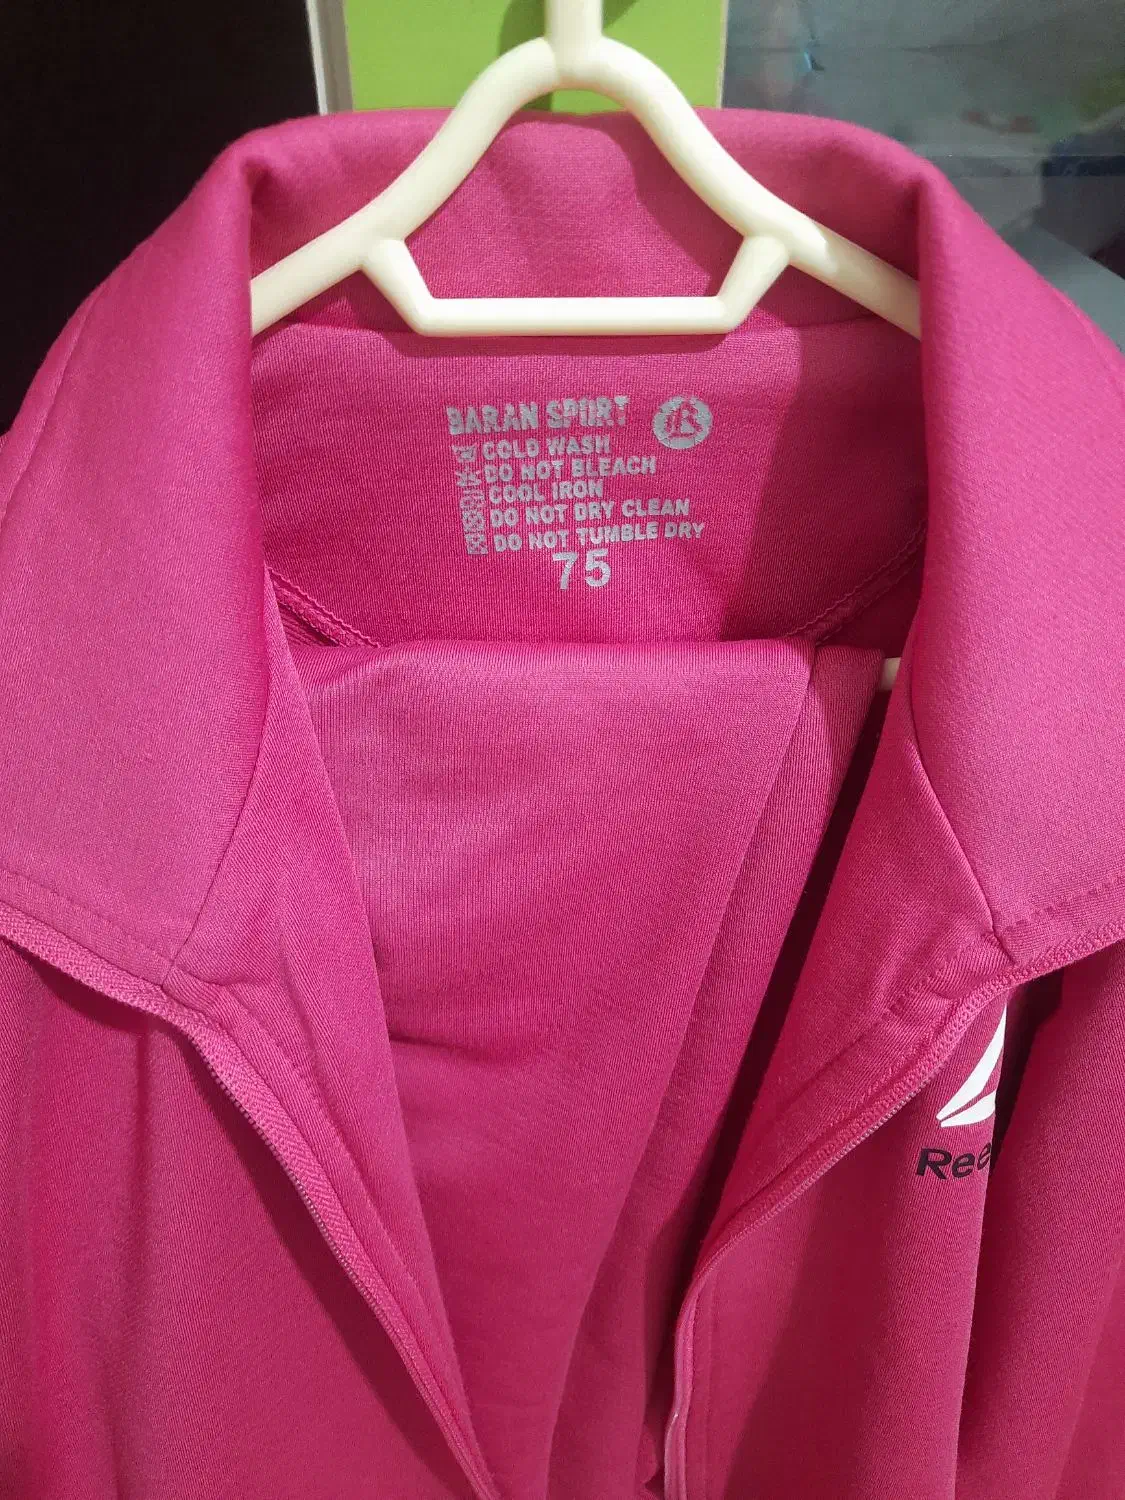 BARAN SPORT
COLD WASH
DO NOT BLEACH
COOL IRON
DO NOT DRY CLEAN
DO NOT TUMBLE DRY
75